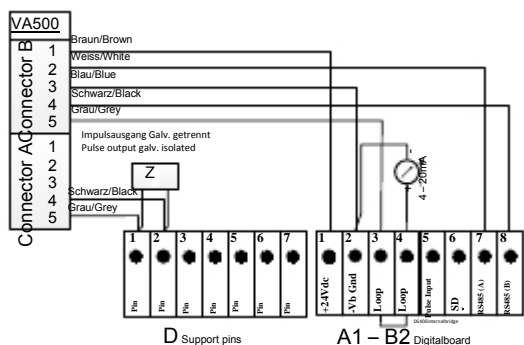 VA500
Connector B
1
2
3
4
5
Connector A
1
2
3
4
5
Braun/Brown
Weiss/White
Blau/Blue
Schwarz/Black
Grau/Grey
Impulsausgang Galv. getrennt
Pulse output galv. isolated
Z
Schwarz/Black
Grau/Grey
-
4 – 20mA
+
1 2 3 4 5 6 7
Pin Pin Pin Pin Pin Pin Pin
D Support pins
1 2 3 4 5 6 7 8
+24Vdc
-Vb Gnd
Loop
Loop
Pulse Input
SD
RS485 (A)
RS485 (B)
A1 – B2 Digitalboard